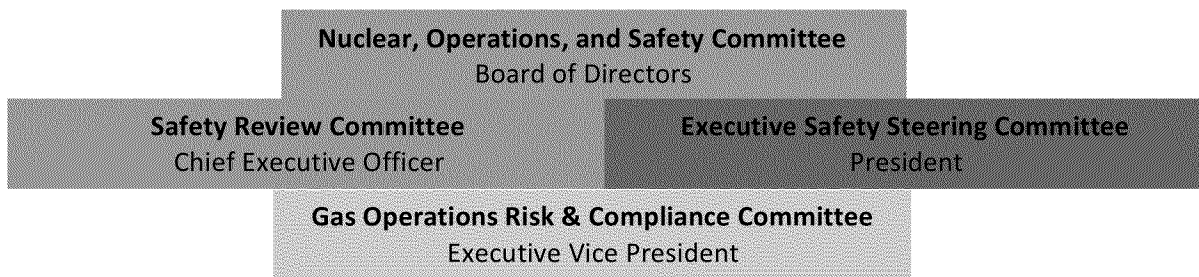 Nuclear, Operations, and Safety Committee
Board of Directors
Safety Review Committee
Chief Executive Officer
Executive Safety Steering Committee
President
Gas Operations Risk & Compliance Committee
Executive Vice President